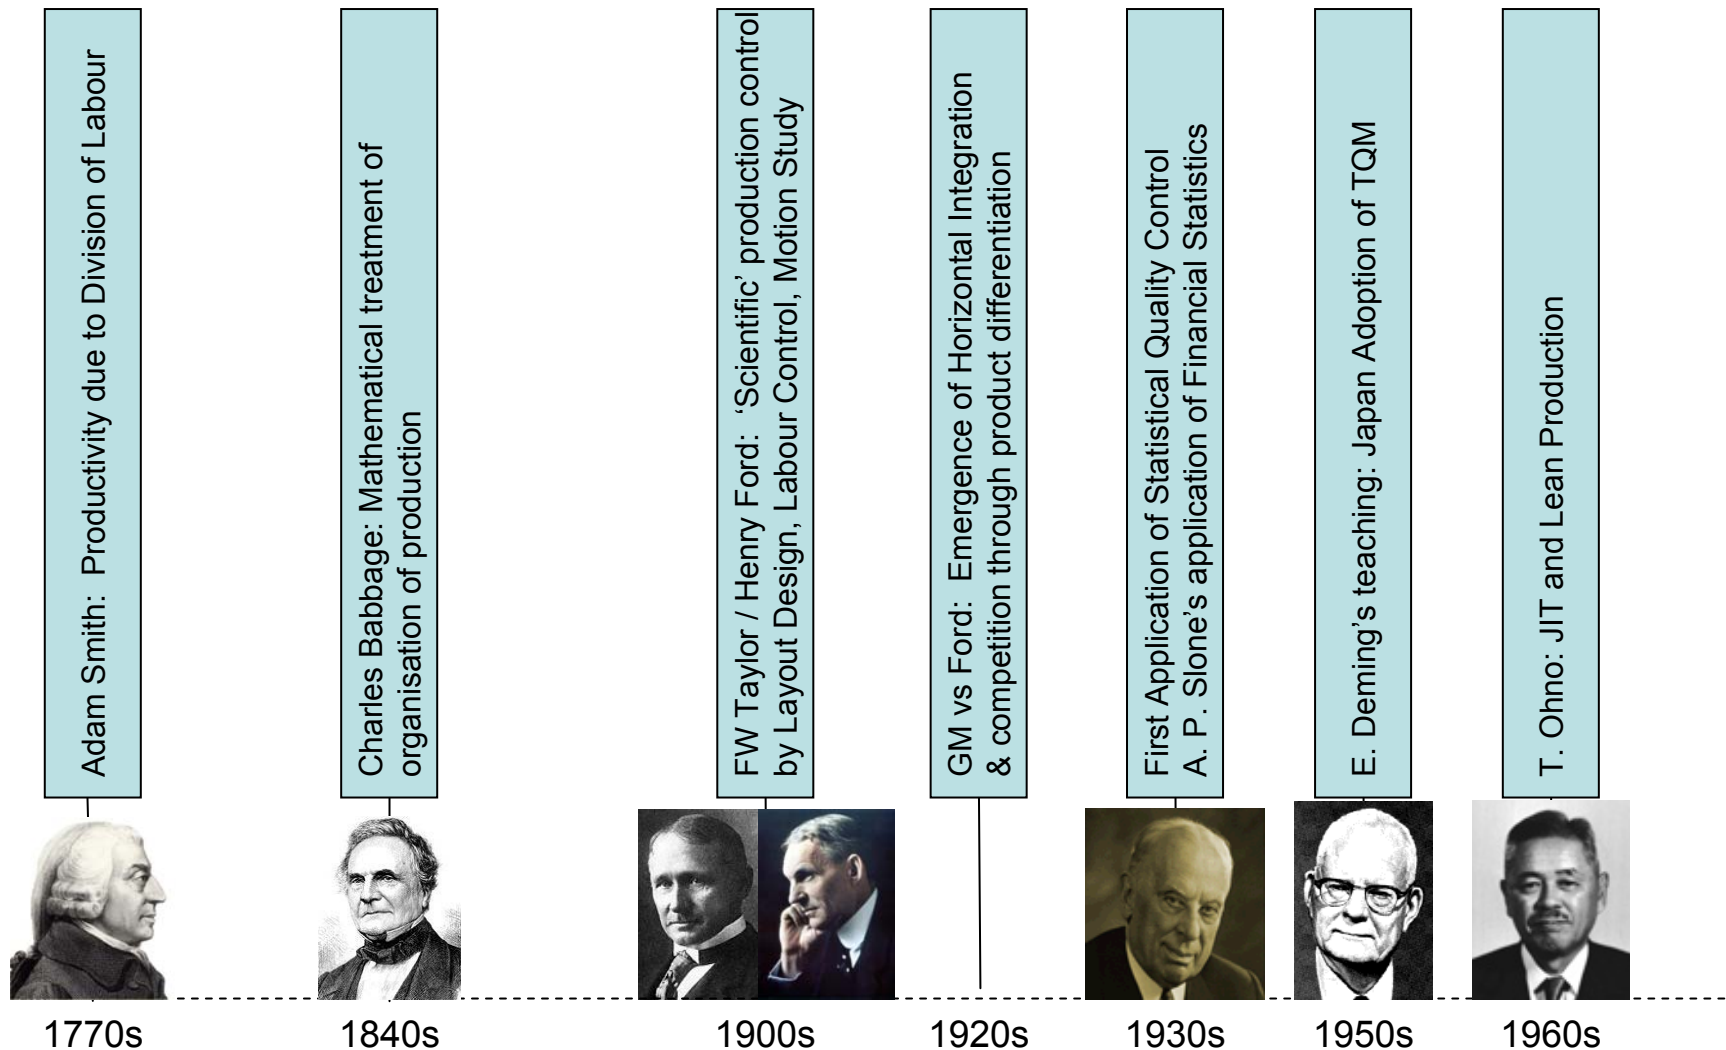 Adam Smith: Productivity due to Division of Labour
Charles Babbage: Mathematical treatment of
organisation of production
FW Taylor / Henry Ford: ‘Scientific’ production control
by Layout Design, Labour Control, Motion Study
GM vs Ford: Emergence of Horizontal Integration
& competition through product differentiation
First Application of Statistical Quality Control
A. P. Slone’s application of Financial Statistics
E. Deming’s teaching: Japan Adoption of TQM
T. Ohno: JIT and Lean Production
1770s
1840s
1900s
1920s
1930s
1950s
1960s